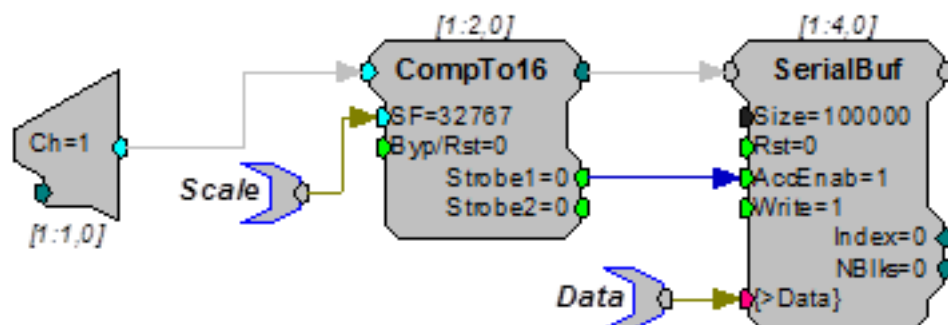 [1:2,0]
[1:4,0]
CompTo16
SerialBuf
Ch=1
SF=32767
Size=100000
Byp/Rst=0
Rst=0
Scale
Strobe1=0
AccEnab=1
Strobe2=0
Write=1
[1:1,0]
Index=0
NBlks=0
Data
{>Data}